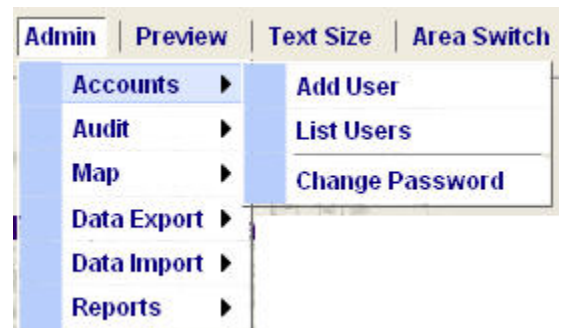 Admin | Preview | Text Size | Area Switch
Accounts
Add User
Audit
List Users
Map
Change Password
Data Export
Data Import
Reports